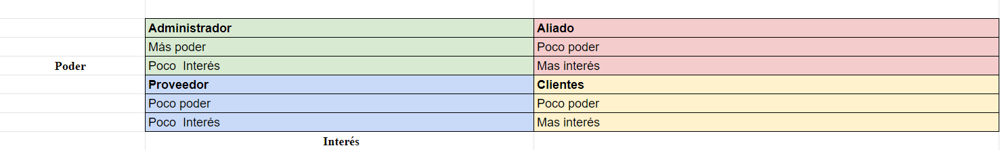 Administrador
Aliado
Más poder
Poco poder
Poder
Poco  Interés
Mas interés
Proveedor
Clientes
Poco poder
Poco poder
Poco  Interés
Mas interés
Interés